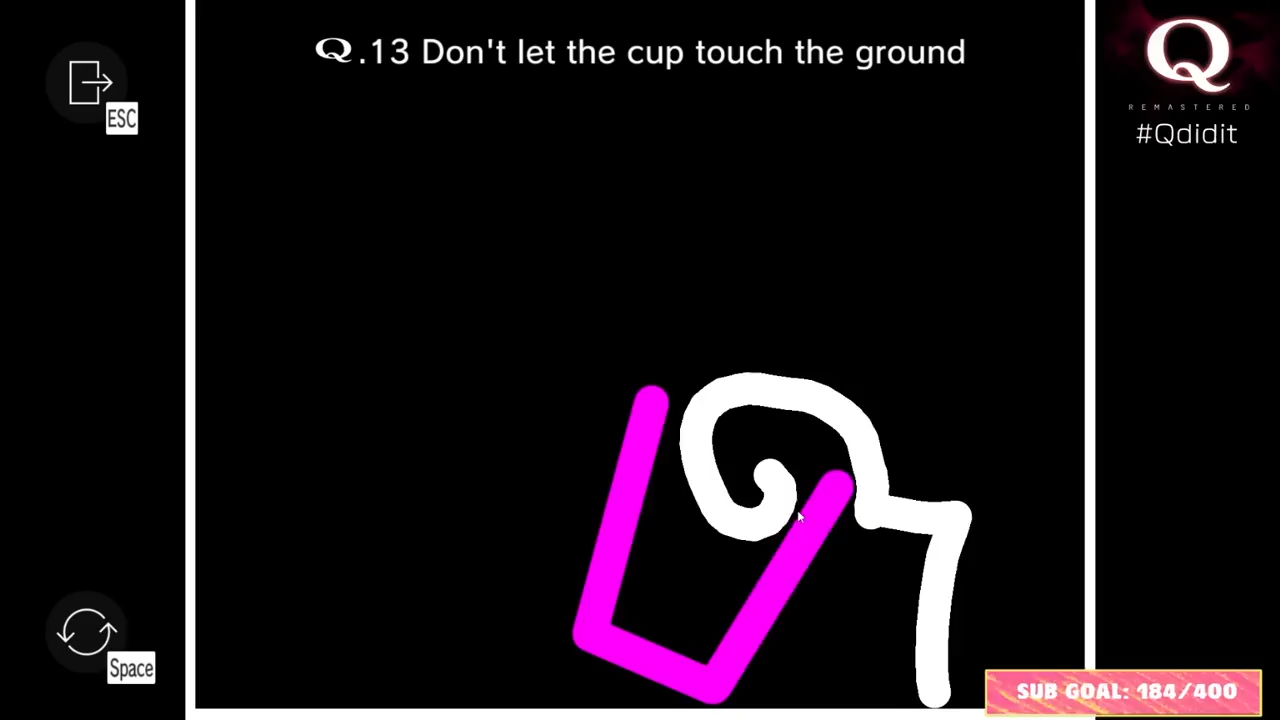 Q.13 Don't let the cup touch the ground
ESC
Q
REMASTERED
#Qdidit
Space
SUB GOAL: 184/400